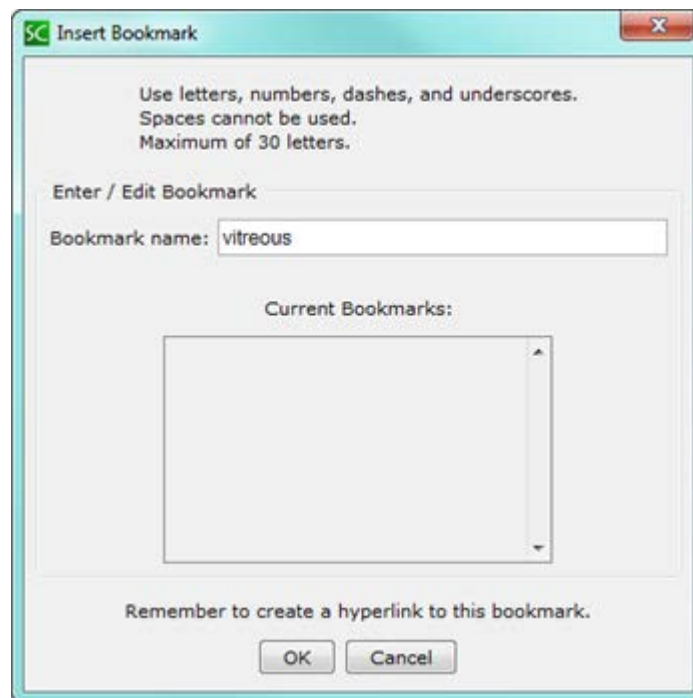 SC Insert Bookmark
Use letters, numbers, dashes, and underscores.
Spaces cannot be used.
Maximum of 30 letters.
Enter / Edit Bookmark
Bookmark name: vitreous
Current Bookmarks:
Remember to create a hyperlink to this bookmark.
OK Cancel